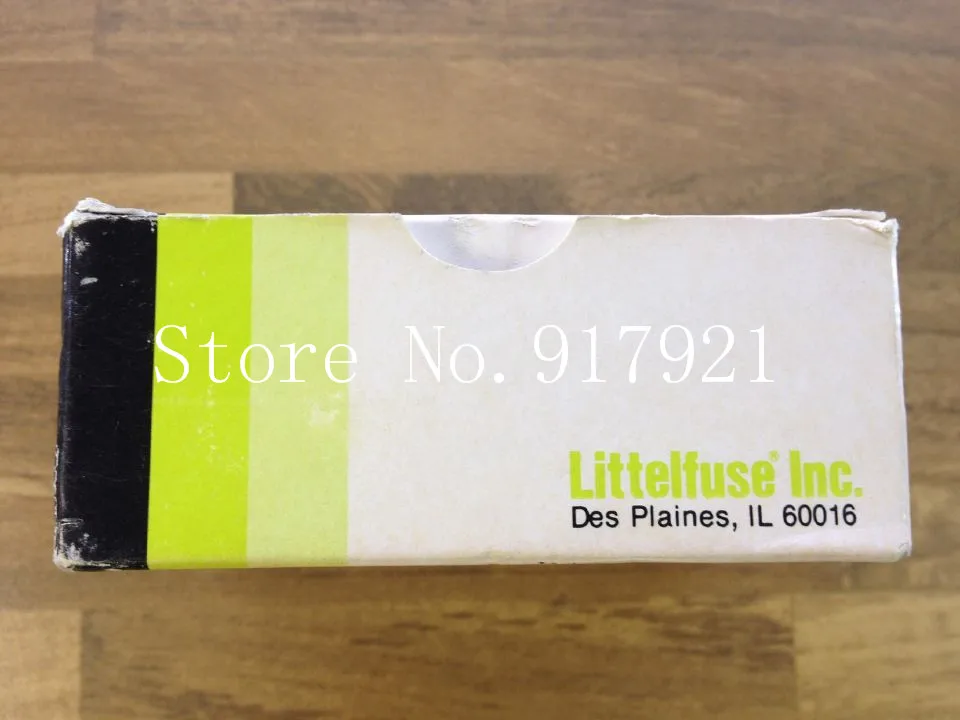 Store No. 917921
Littelfuse® Inc.
Des Plaines, IL 60016